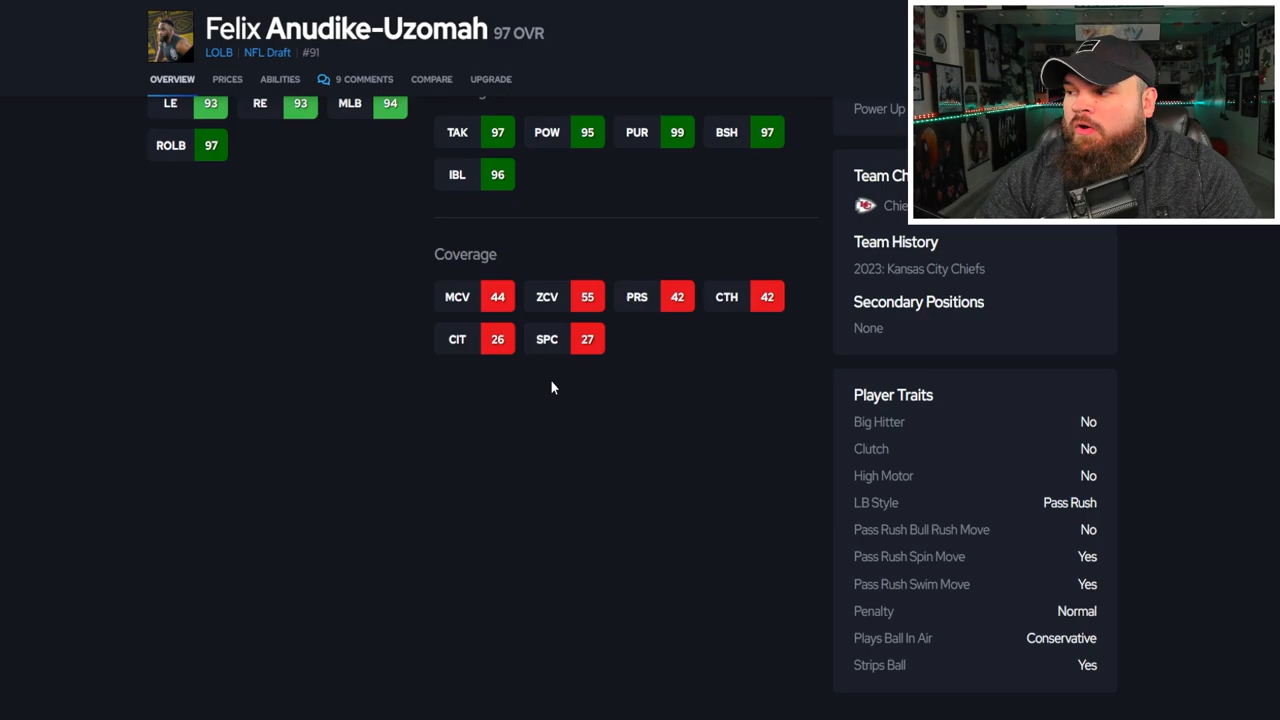 Felix Anudike-Uzomah 97 OVR
LOLB NFL Draft #91
OVERVIEW PRICES ABILITIES 9 COMMENTS COMPARE UPGRADE
LE 93 RE 93 MLB 94
ROLB 97
TAK 97 POW 95 PUR 99 BSH 97
IBL 96
Coverage
MCV 44 ZCV 55 PRS 42 CTH 42
CIT 26 SPC 27
Power Up
Team Ch
Chie
Team History
2023: Kansas City Chiefs
Secondary Positions
None
Player Traits
Big Hitter No
Clutch No
High Motor No
LB Style Pass Rush
Pass Rush Bull Rush Move No
Pass Rush Spin Move Yes
Pass Rush Swim Move Yes
Penalty Normal
Plays Ball In Air Conservative
Strips Ball Yes